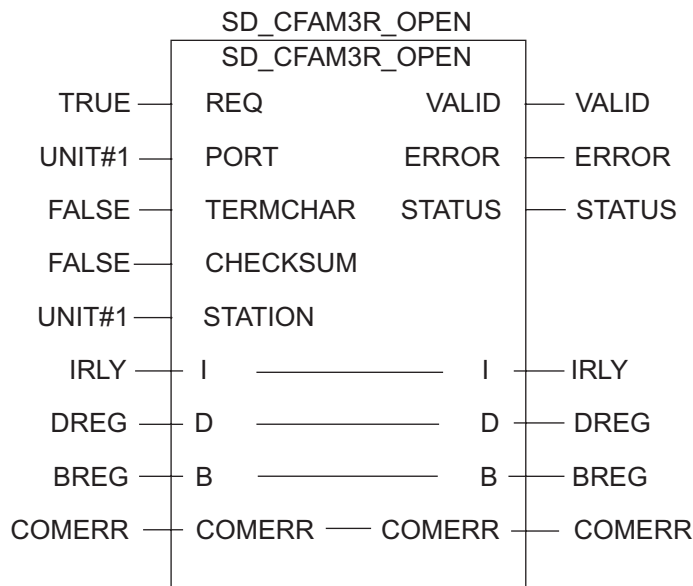 SD_CFAM3R_OPEN
SD_CFAM3R_OPEN
TRUE REQ VALID VALID
UNIT#1 PORT ERROR ERROR
FALSE TERMCHAR STATUS STATUS
FALSE CHECKSUM
UNIT#1 STATION
IRLY I I IRLY
DREG D D DREG
BREG B B BREG
COMERR COMERR COMERR COMERR